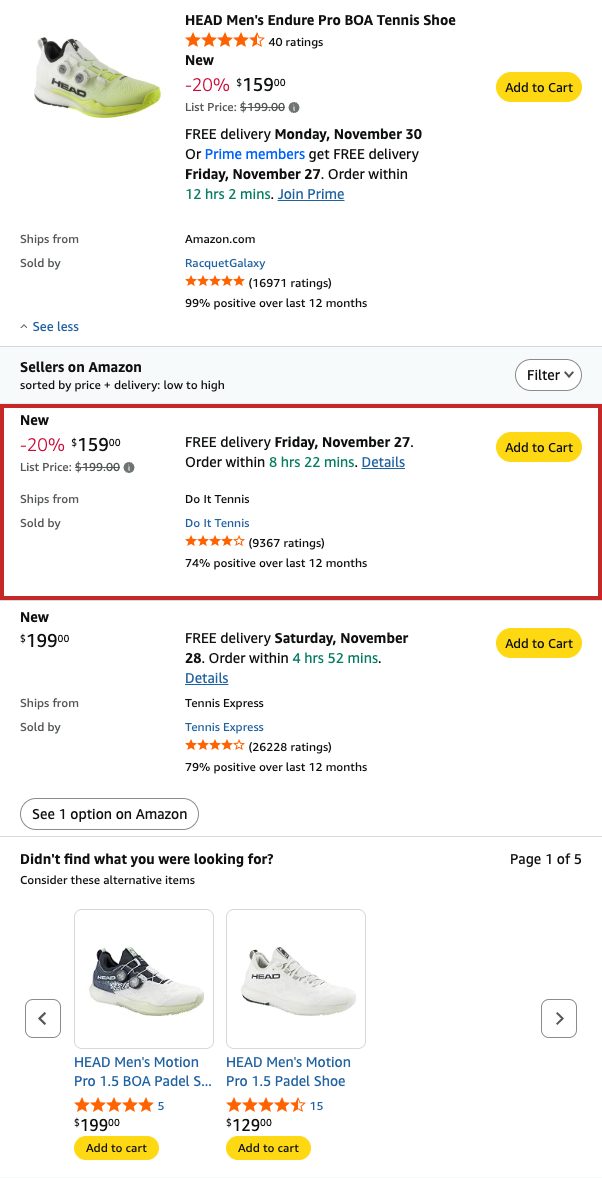 HEAD Men's Endure Pro BOA Tennis Shoe
40 ratings
New
-20% $159⁰⁰
List Price: $199.00
Add to Cart
FREE delivery Monday, November 30
Or Prime members get FREE delivery
Friday, November 27. Order within
12 hrs 2 mins. Join Prime
HEAD
Ships from Amazon.com
Sold by RacquetGalaxy
(16971 ratings)
99% positive over last 12 months
See less
Sellers on Amazon
sorted by price + delivery: low to high
Filter
New
-20% $159⁰⁰
List Price: $199.00
FREE delivery Friday, November 27.
Order within 8 hrs 22 mins. Details
Add to Cart
Ships from Do It Tennis
Sold by Do It Tennis
(9367 ratings)
74% positive over last 12 months
New
$199⁰⁰
FREE delivery Saturday, November
28. Order within 4 hrs 52 mins.
Details
Add to Cart
Ships from Tennis Express
Sold by Tennis Express
(26228 ratings)
79% positive over last 12 months
See 1 option on Amazon
Didn't find what you were looking for? Page 1 of 5
Consider these alternative items
HEAD
HEAD Men's Motion
Pro 1.5 BOA Padel S...
5
$199⁰⁰
Add to cart
HEAD
HEAD Men's Motion
Pro 1.5 Padel Shoe
15
$129⁰⁰
Add to cart